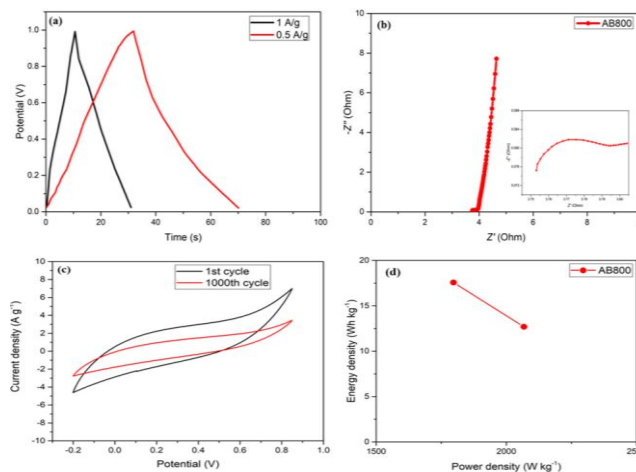 (a)
1 A/g
0.5 A/g
1.0
0.8
0.6
0.4
0.2
0.0
Potential (V)
0 20 40 60 80 100
Time (s)
(b)
AB800
10
8
6
4
2
0
-Z'' (Ohm)
0 2 4 6 8
Z' (Ohm)
Z' (Ohm)
(c)
1st cycle
1000th cycle
10
8
6
4
2
0
-2
-4
-6
-8
-10
Current density (A g-1)
-0.2 0.0 0.2 0.4 0.6 0.8 1.0
Potential (V)
(d)
AB800
20
15
10
5
0
Energy density (Wh kg-1)
1500 2000
Power density (W kg-1)